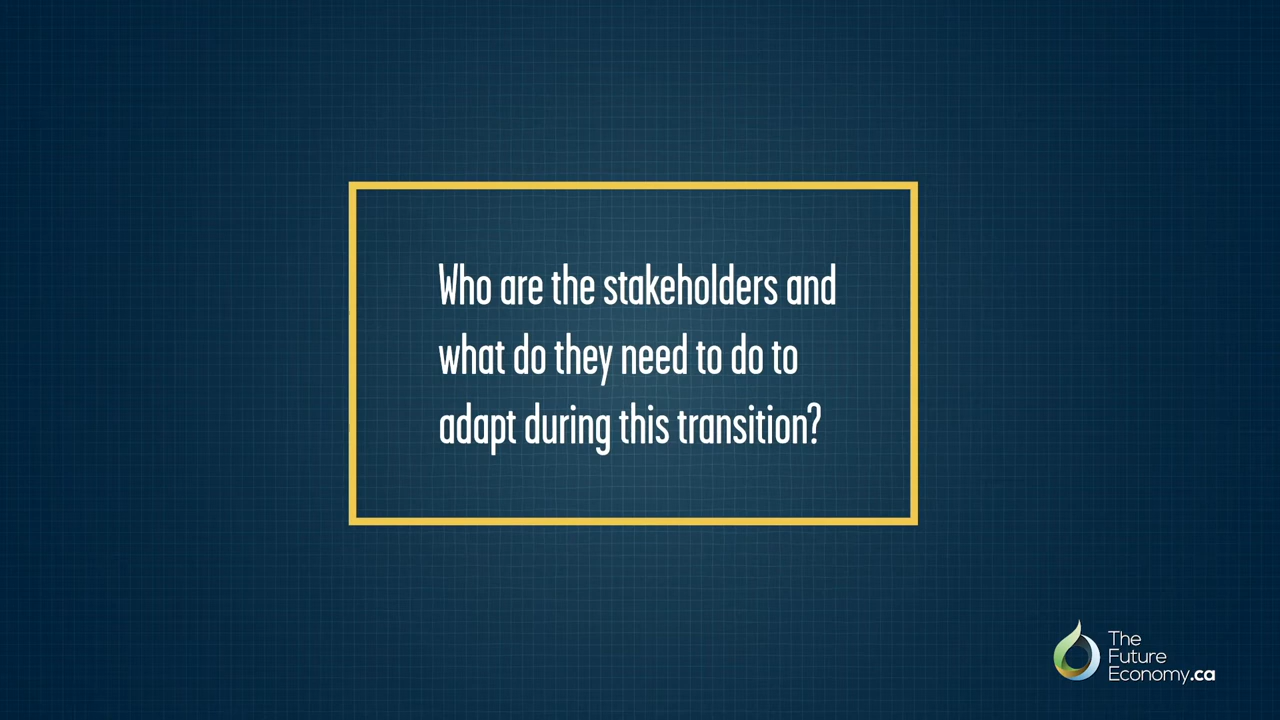 Who are the stakeholders and
what do they need to do to
adapt during this transition?
The
Future
Economy.ca